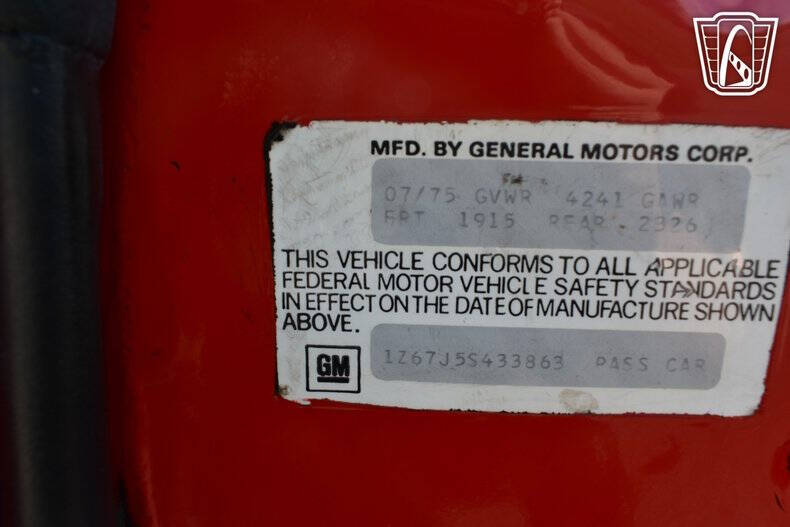 MFD. BY GENERAL MOTORS CORP.
07/75 GVWR 4241 GAWR
FRT 1915 REAR 2326
THIS VEHICLE CONFORMS TO ALL APPLICABLE
FEDERAL MOTOR VEHICLE SAFETY STANDARDS
IN EFFECT ON THE DATE OF MANUFACTURE SHOWN
ABOVE.
GM
1Z67J5S433863 PASS CAR